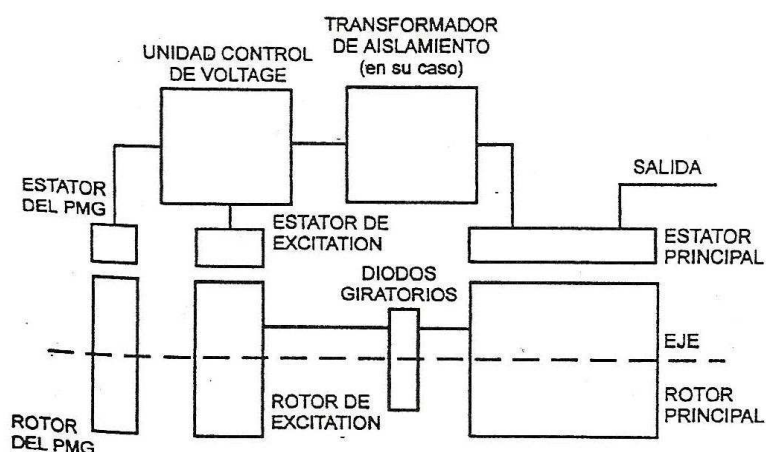 TRANSFORMADOR
DE AISLAMIENTO
(en su caso)
UNIDAD CONTROL
DE VOLTAGE
SALIDA
ESTATOR
DEL PMG
ESTATOR DE
EXCITATION
ESTATOR
PRINCIPAL
DIODOS
GIRATORIOS
EJE
ROTOR
DEL PMG
ROTOR DE
EXCITATION
ROTOR
PRINCIPAL